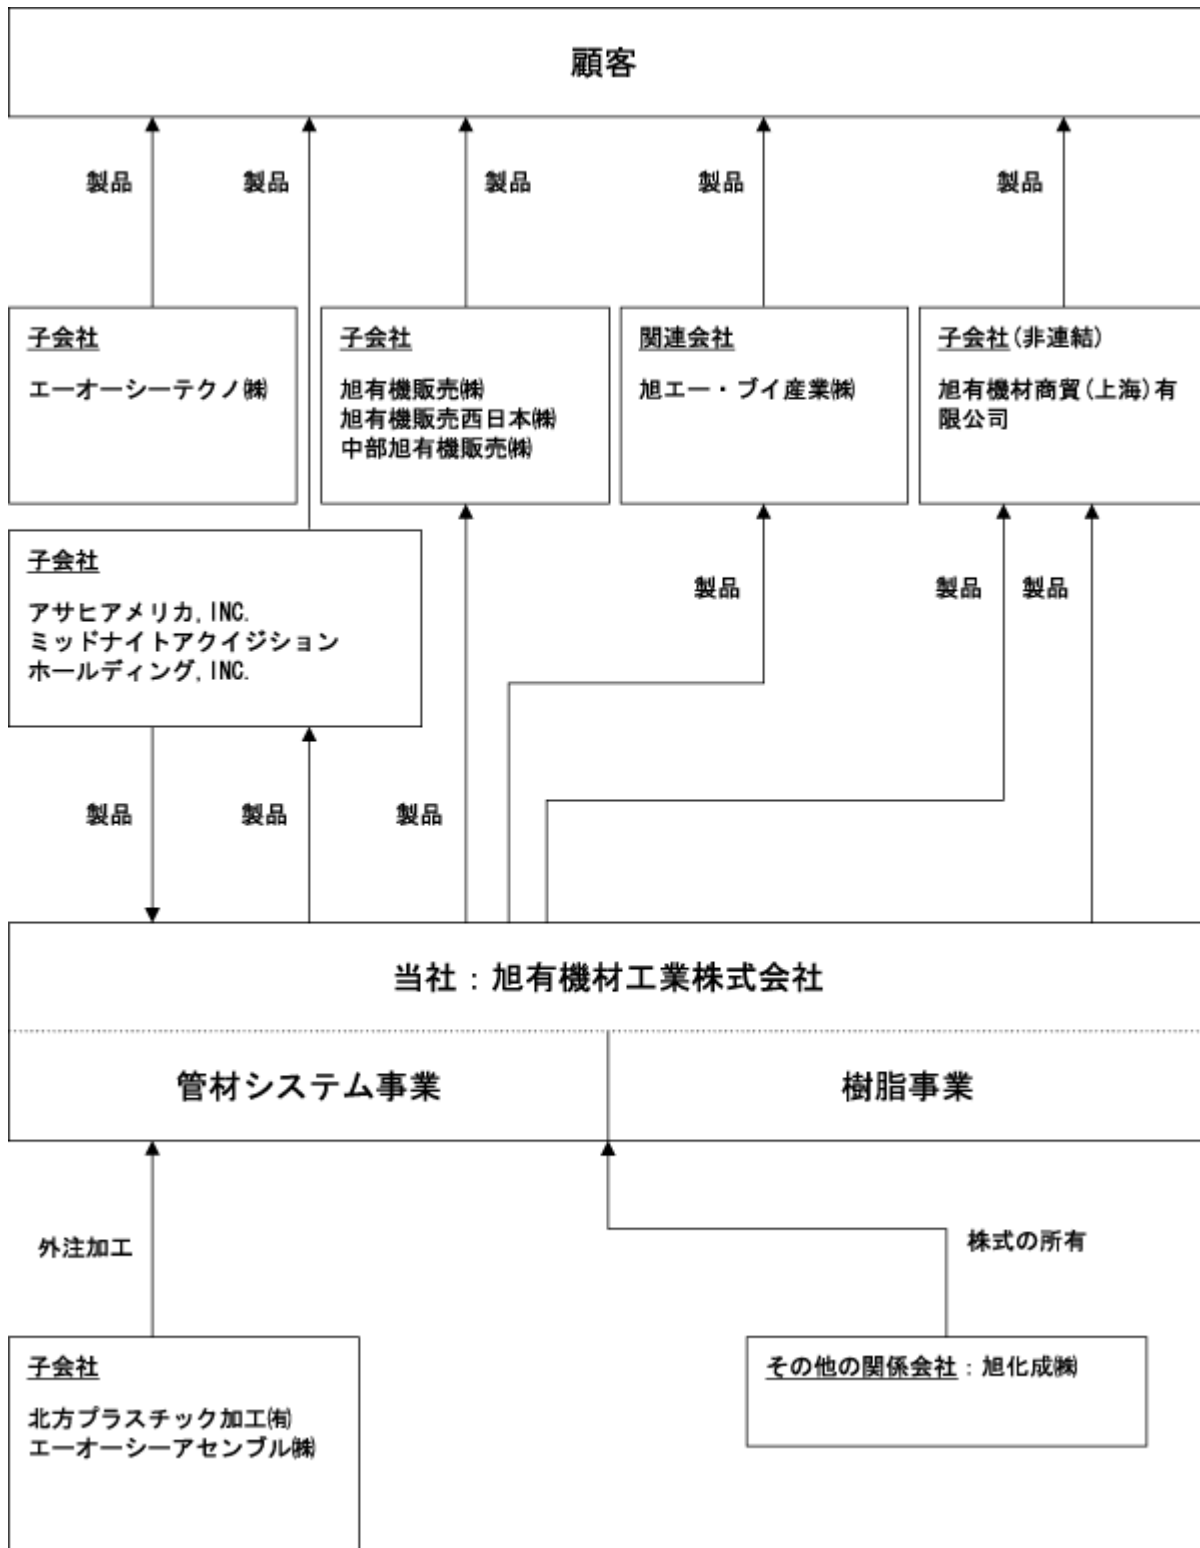 顧客
製品
製品
製品
製品
製品
子会社
エーオーシーテクノ㈱
子会社
旭有機販売㈱
旭有機販売西日本㈱
中部旭有機販売㈱
関連会社
旭エー・ブイ産業㈱
子会社(非連結)
旭有機材商貿(上海)有
限公司
子会社
アサヒアメリカ, INC.
ミッドナイトアクイジション
ホールディング, INC.
製品
製品
製品
製品
製品
製品
当社：旭有機材工業株式会社
管材システム事業
樹脂事業
外注加工
株式の所有
子会社
北方プラスチック加工㈲
エーオーシーアセンブル㈱
その他の関係会社：旭化成㈱